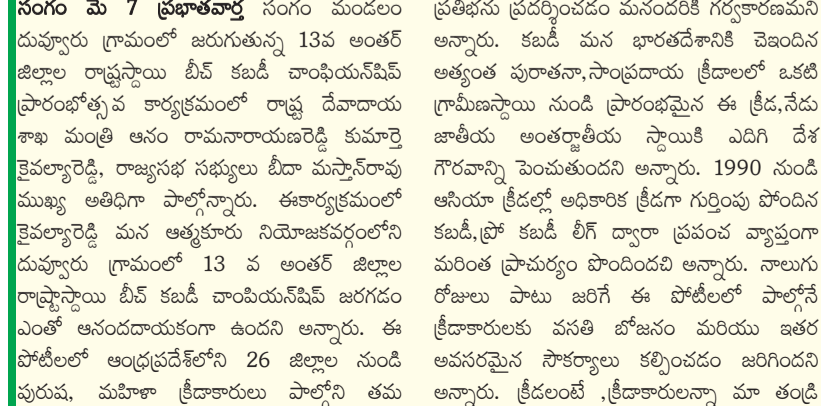 సంగం మే 7 ప్రభాతవార్త సంగం మండలం
దువ్వూరు గ్రామంలో జరుగుతున్న 13వ అంతర్
జిల్లాల రాష్ట్రస్థాయి బీచ్ కబడీ చాంఫియన్‌షిప్
ప్రారంభోత్స వ కార్యక్రమంలో రాష్ట్ర దేవాదాయ
శాఖ మంత్రి ఆనం రామనారాయణరెడ్డి కుమార్తె
కైవల్యారెడ్డి, రాజ్యసభ సభ్యులు బీదా మస్తాన్‌రావు
ముఖ్య అతిధిగా పాల్గోన్నారు. ఈకార్యక్రమంలో
కైవల్యారెడ్డి మన ఆత్మకూరు నియోజకవర్గంలోని
దువ్వూరు గ్రామంలో 13 వ అంతర్ జిల్లాల
రాష్ట్రాస్థాయి బీచ్ కబడీ చాంపియన్‌షిప్ జరగడం
ఎంతో ఆనందదాయకంగా ఉందని అన్నారు. ఈ
పోటీలలో ఆంధ్రప్రదేశ్‌లోని 26 జిల్లాల నుండి
పురుష, మహిళా క్రీడాకారులు పాల్గోని తమ
ప్రతిభను ప్రదర్శించడం మనందరికీ గర్వకారణమని
అన్నారు. కబడీ మన భారతదేశానికి చెఇందిన
అత్యంత పురాతనా,సాంప్రదాయ క్రీడాలలో ఒకటి
గ్రామీణస్థాయి నుండి ప్రారంభమైన ఈ క్రీడ,నేడు
జాతీయ అంతర్జాతీయ స్థాయికి ఎదిగి దేశ
గౌరవాన్ని పెంచుతుందని అన్నారు. 1990 నుండి
ఆసియా క్రీడల్లో అధికారిక క్రీడగా గుర్తింపు పోందిన
కబడీ,ప్రో కబడీ లీగ్ ద్వారా ప్రపంచ వ్యాప్తంగా
మరింత ప్రాచుర్యం పొందిందచి అన్నారు. నాలుగు
రోజులు పాటు జరిగే ఈ పోటీలలో పాల్గోనే
క్రీడాకారులకు వసతి బోజనం మరియు ఇతర
అవసరమైన సౌకర్యాలు కల్పించడం జరిగిందని
అన్నారు. క్రీడలంటే ,క్రీడాకారులన్నా మా తండ్రి